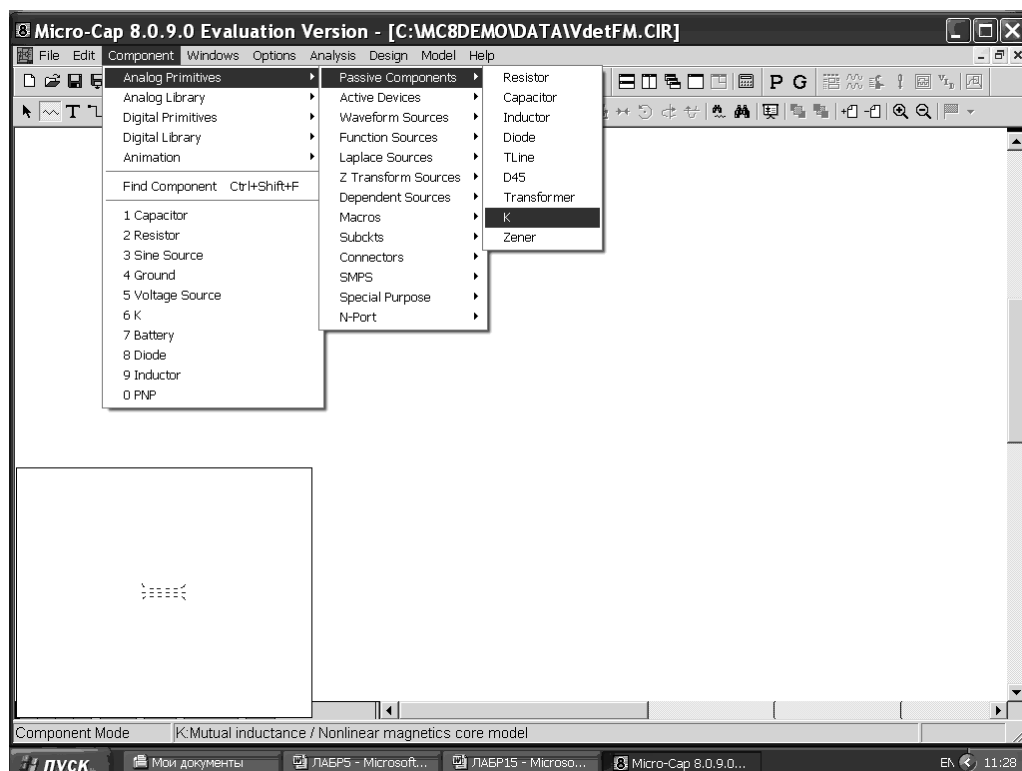 Micro-Cap 8.0.9.0 Evaluation Version - [C:\MC8DEMO\DATA\VdetFM.CIR]
File Edit Component Windows Options Analysis Design Model Help
P G
T
Analog Primitives
Analog Library
Digital Primitives
Digital Library
Animation
Find Component Ctrl+Shift+F
1 Capacitor
2 Resistor
3 Sine Source
4 Ground
5 Voltage Source
6 K
7 Battery
8 Diode
9 Inductor
0 PNP
Passive Components
Active Devices
Waveform Sources
Function Sources
Laplace Sources
Z Transform Sources
Dependent Sources
Macros
Subckts
Connectors
SMPS
Special Purpose
N-Port
Resistor
Capacitor
Inductor
Diode
TLine
D45
Transformer
K
Zener
Component Mode K:Mutual inductance / Nonlinear magnetics core model
пуск Мои документы ЛАБР5 - Microsoft... ЛАБР15 - Microso... Micro-Cap 8.0.9.0... EN 11:28